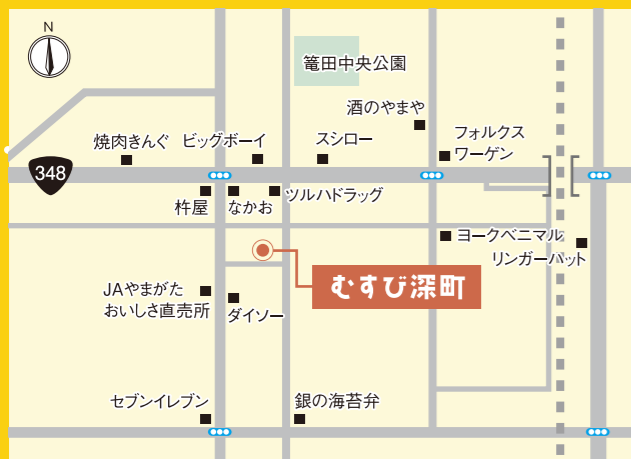 N
篭田中央公園
酒のやまや
焼肉きんぐ
ビッグボーイ
スシロー
フォルクス
ワーゲン
348
杵屋
なかお
ツルハドラッグ
ヨークベニマル
リンガーハット
むすび深町
JAやまがた
おいしさ直売所
ダイソー
セブンイレブン
銀の海苔弁